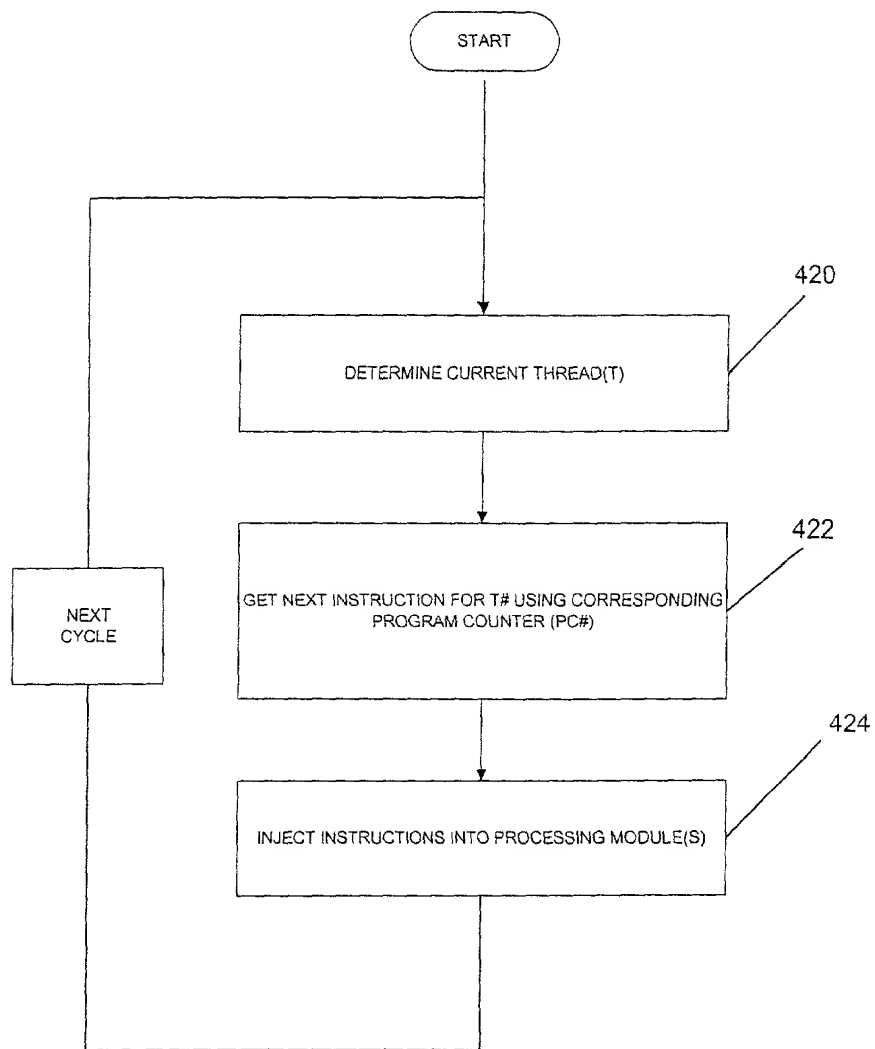 START
420
DETERMINE CURRENT THREAD(T)
422
GET NEXT INSTRUCTION FOR T# USING CORRESPONDING
PROGRAM COUNTER (PC#)
NEXT
CYCLE
424
INJECT INSTRUCTIONS INTO PROCESSING MODULE(S)